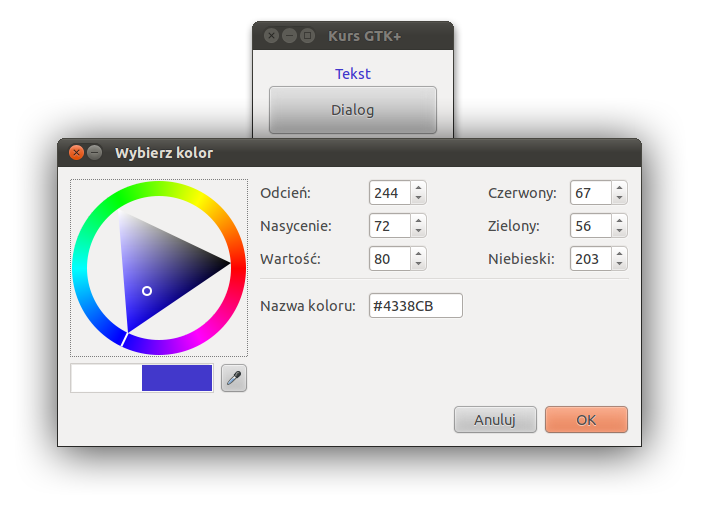 Kurs GTK+
Tekst
Dialog
Wybierz kolor
Odcień: 244 Czerwony: 67
Nasycenie: 72 Zielony: 56
Wartość: 80 Niebieski: 203
Nazwa koloru: #4338CB
Anuluj OK